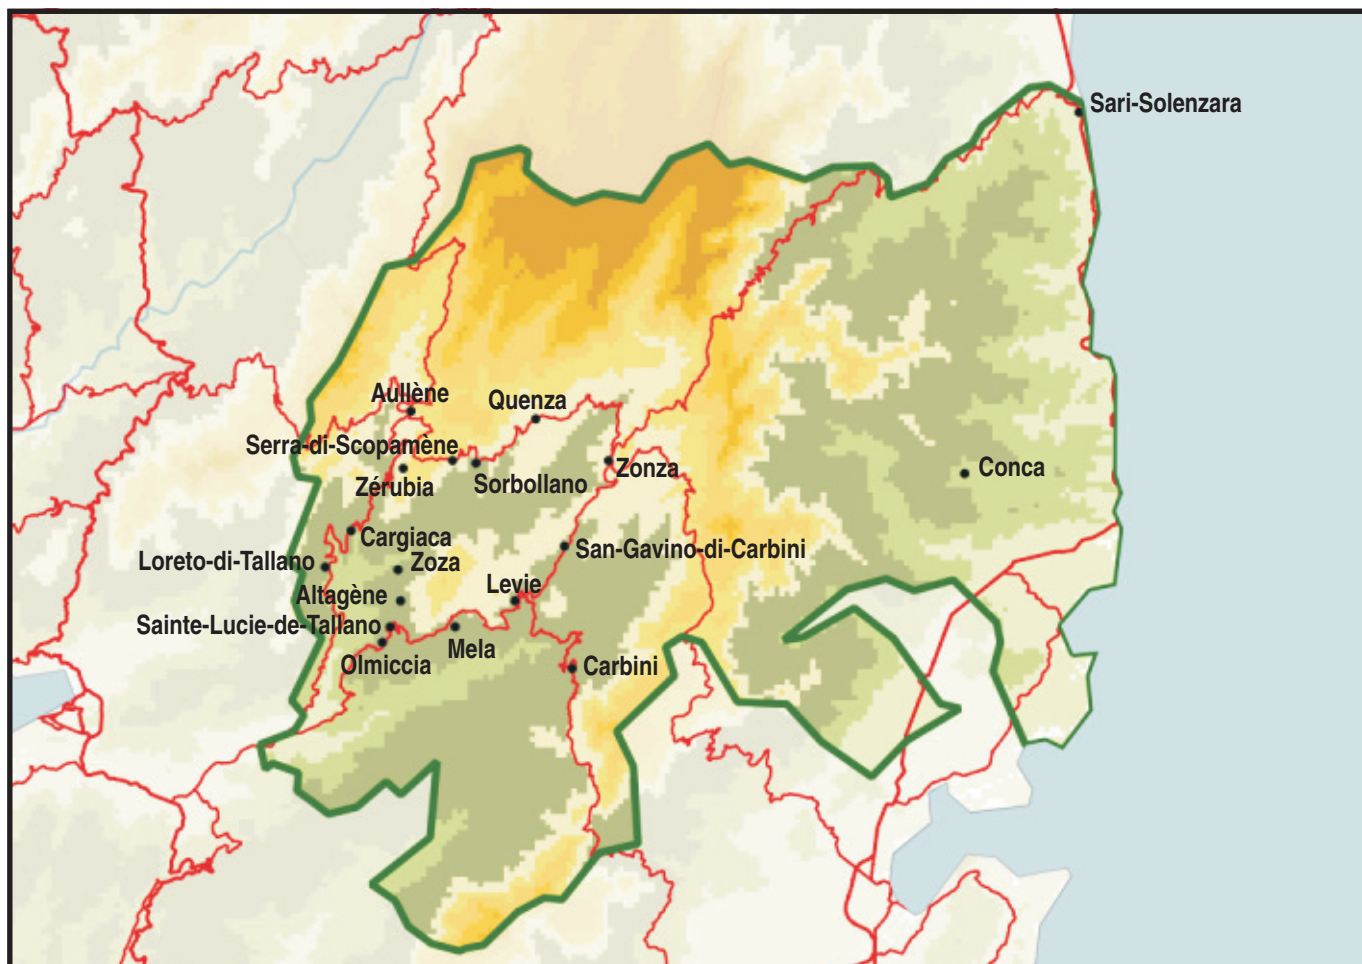 Sari-Solenzara
Aullène
Quenza
Serra-di-Scopamène
Zonza
Conca
Zérubia
Sorbollano
Cargiaca
San-Gavino-di-Carbini
Loreto-di-Tallano
Zoza
Levie
Altagène
Sainte-Lucie-de-Tallano
Mela
Olmiccia
Carbini